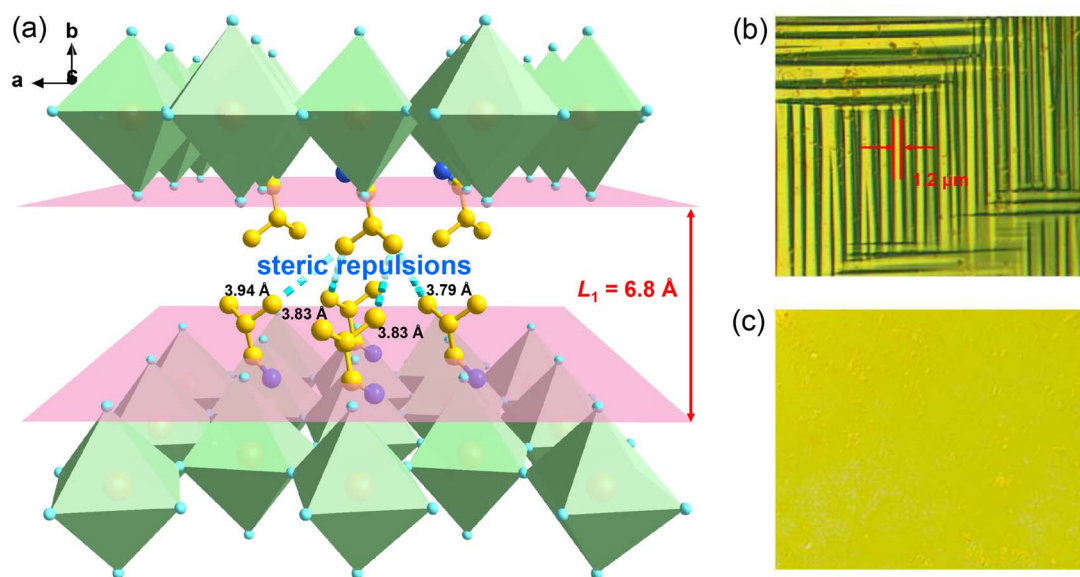 (a)
b
a
c
steric repulsions
3.94 Å
3.83 Å
3.83 Å
3.79 Å
L₁ = 6.8 Å
(b)
1.2 μm
(c)